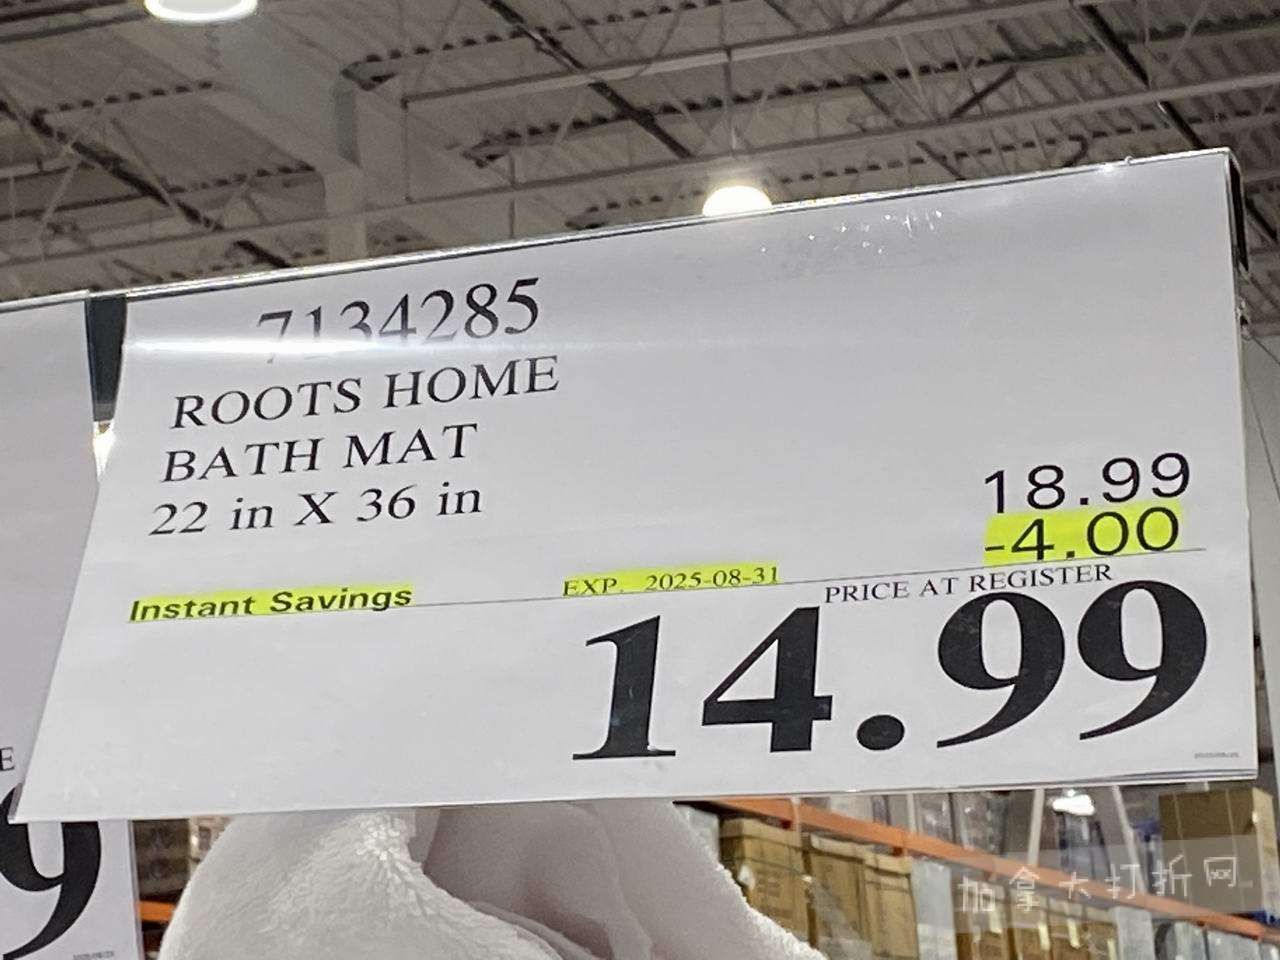 7134285
ROOTS HOME
BATH MAT
22 in X 36 in
18.99
-4.00
Instant Savings
EXP. 2025-08-31
PRICE AT REGISTER
14.99
E
9
加拿大打折网